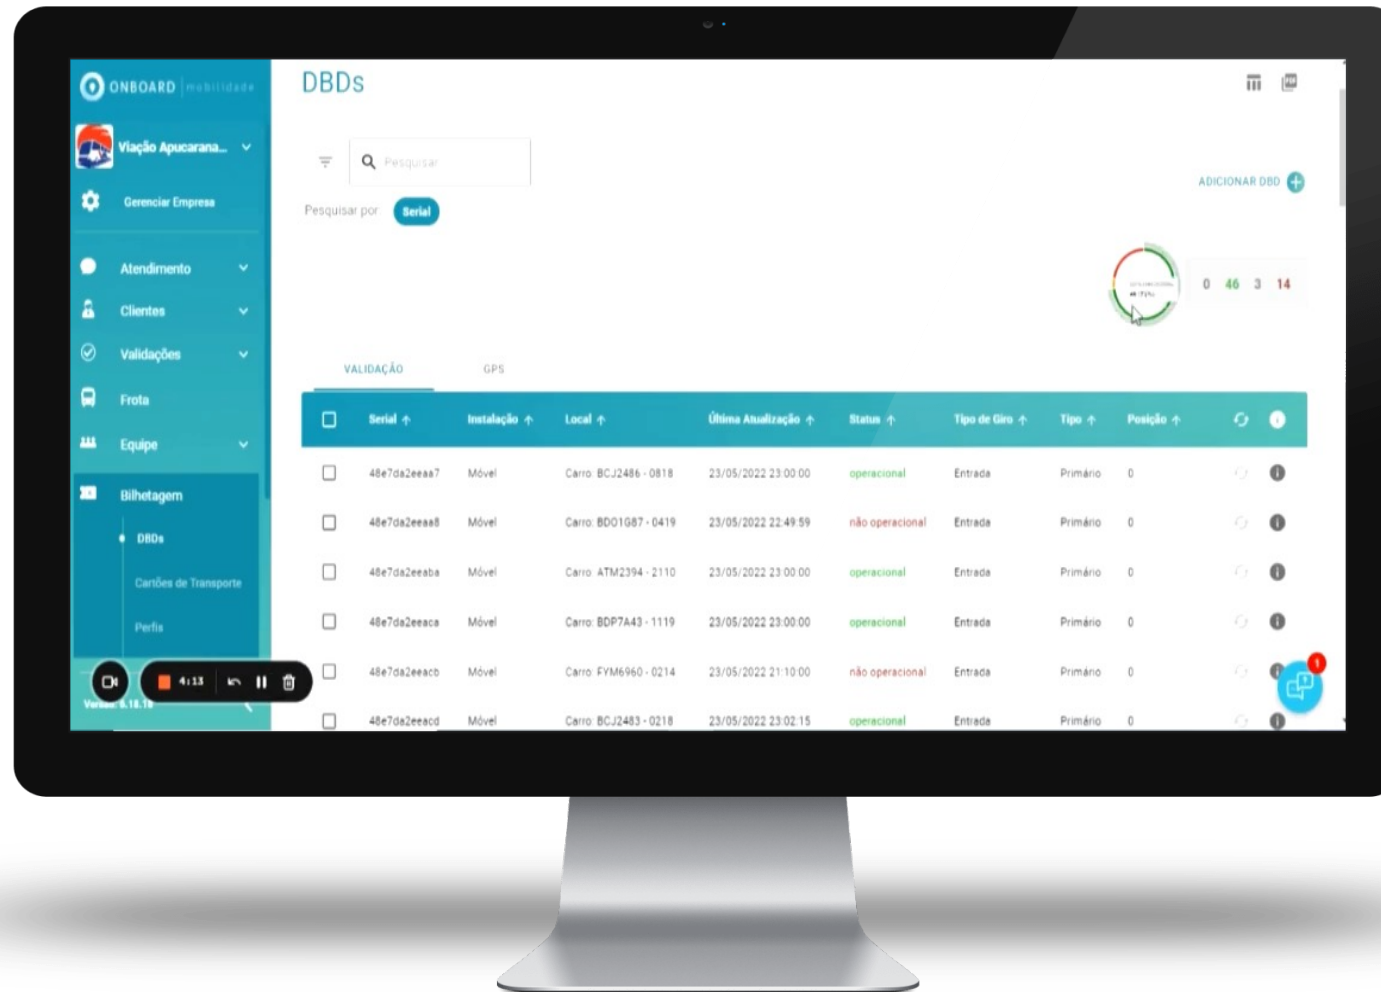 ONBOARD mobilidade
Viação Apucarana...
Gerenciar Empresa
Atendimento
Clientes
Validações
Frota
Equipe
Bilhetagem
DBDs
Cartões de Transporte
Perfis
4:13
DBDs
Pesquisar
Pesquisar por Serial
ADICIONAR DBD
0 46 3 14
VALIDAÇÃO GPS
Serial Instalação Local Última Atualização Status Tipo de Giro Tipo Posição
48e7da2eeaa7 Móvel Carro: BCJ2486 - 0818 23/05/2022 23:00:00 operacional Entrada Primário 0
48e7da2eeaa8 Móvel Carro: BDO1G87 - 0419 23/05/2022 22:49:59 não operacional Entrada Primário 0
48e7da2eeaba Móvel Carro: ATM2394 - 2110 23/05/2022 23:00:00 operacional Entrada Primário 0
48e7da2eeaca Móvel Carro: BDP7A43 - 1119 23/05/2022 23:00:00 operacional Entrada Primário 0
48e7da2eeacb Móvel Carro: FYM6960 - 0214 23/05/2022 21:10:00 não operacional Entrada Primário 0
48e7da2eeacd Móvel Carro: BCJ2483 - 0218 23/05/2022 23:02:15 operacional Entrada Primário 0
1